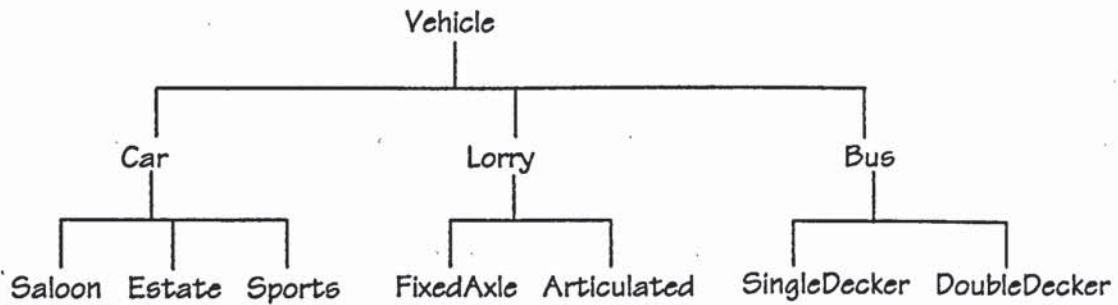 Vehicle
Car Lorry Bus
Saloon Estate Sports FixedAxle Articulated SingleDecker DoubleDecker